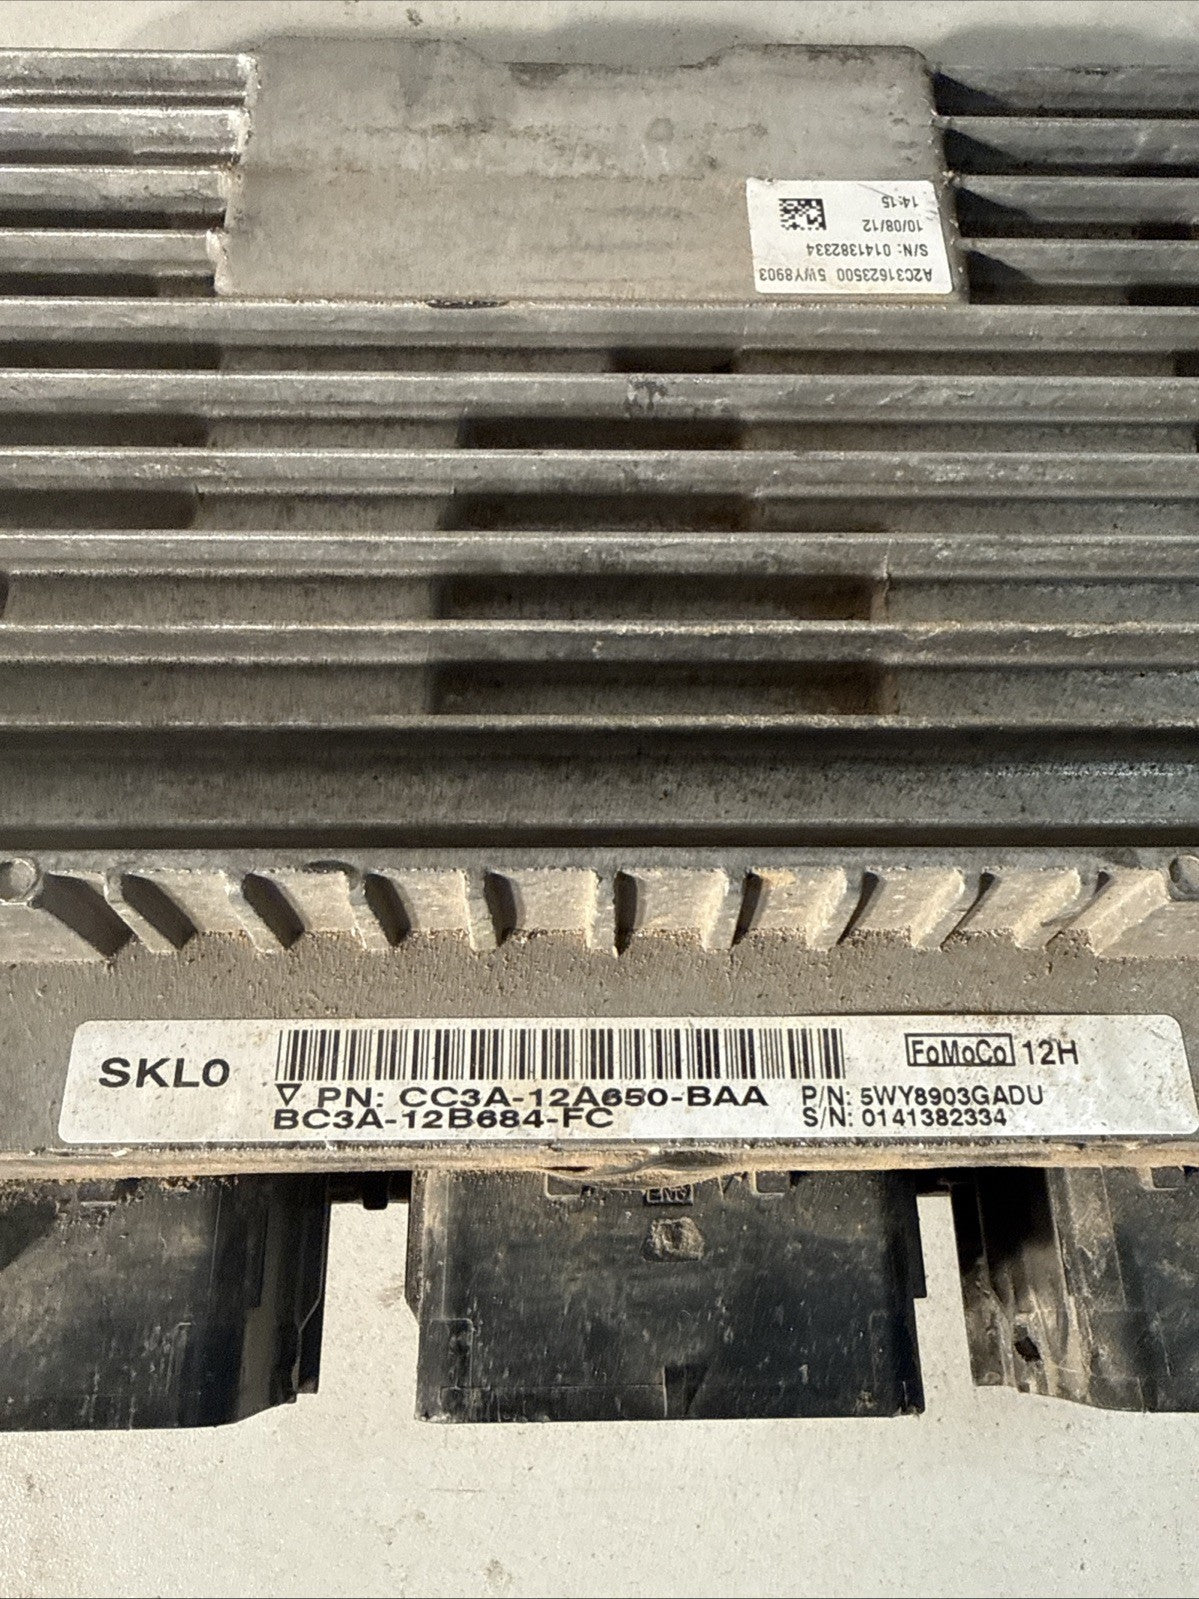 A2C31623500 5WY8903
S/N: 0141382334
10/08/12
14:15
SKL0
PN: CC3A-12A650-BAA
BC3A-12B684-FC
FoMoCo 12H
P/N: 5WY8903GADU
S/N: 0141382334